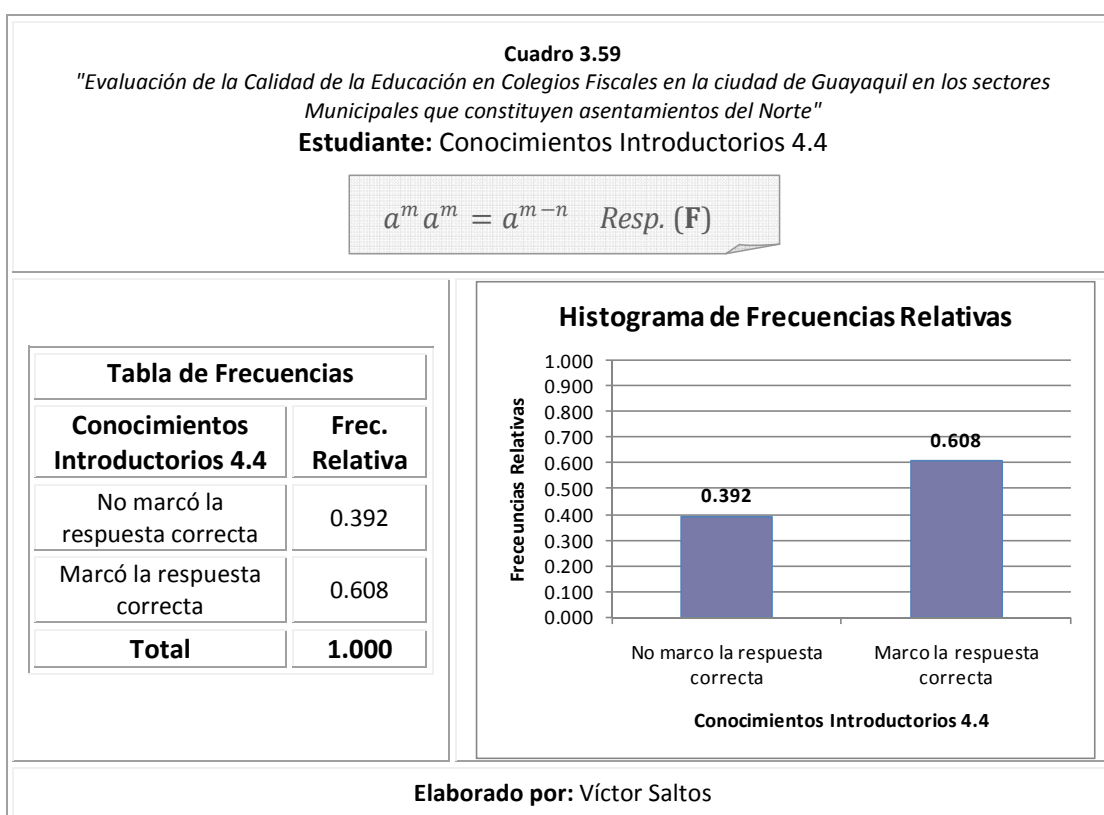 Cuadro 3.59
"Evaluación de la Calidad de la Educación en Colegios Fiscales en la ciudad de Guayaquil en los sectores
Municipales que constituyen asentamientos del Norte"
Estudiante: Conocimientos Introductorios 4.4
a^m a^m = a^{m-n} Resp. (F)
Tabla de Frecuencias
Conocimientos
Introductorios 4.4
Frec.
Relativa
No marcó la
respuesta correcta
0.392
Marcó la respuesta
correcta
0.608
Total
1.000
Histograma de Frecuencias Relativas
Freceuncias Relativas
1.000
0.900
0.800
0.700
0.600
0.500
0.400
0.300
0.200
0.100
0.000
0.392
0.608
No marco la respuesta
correcta
Marco la respuesta
correcta
Conocimientos Introductorios 4.4
Elaborado por: Víctor Saltos